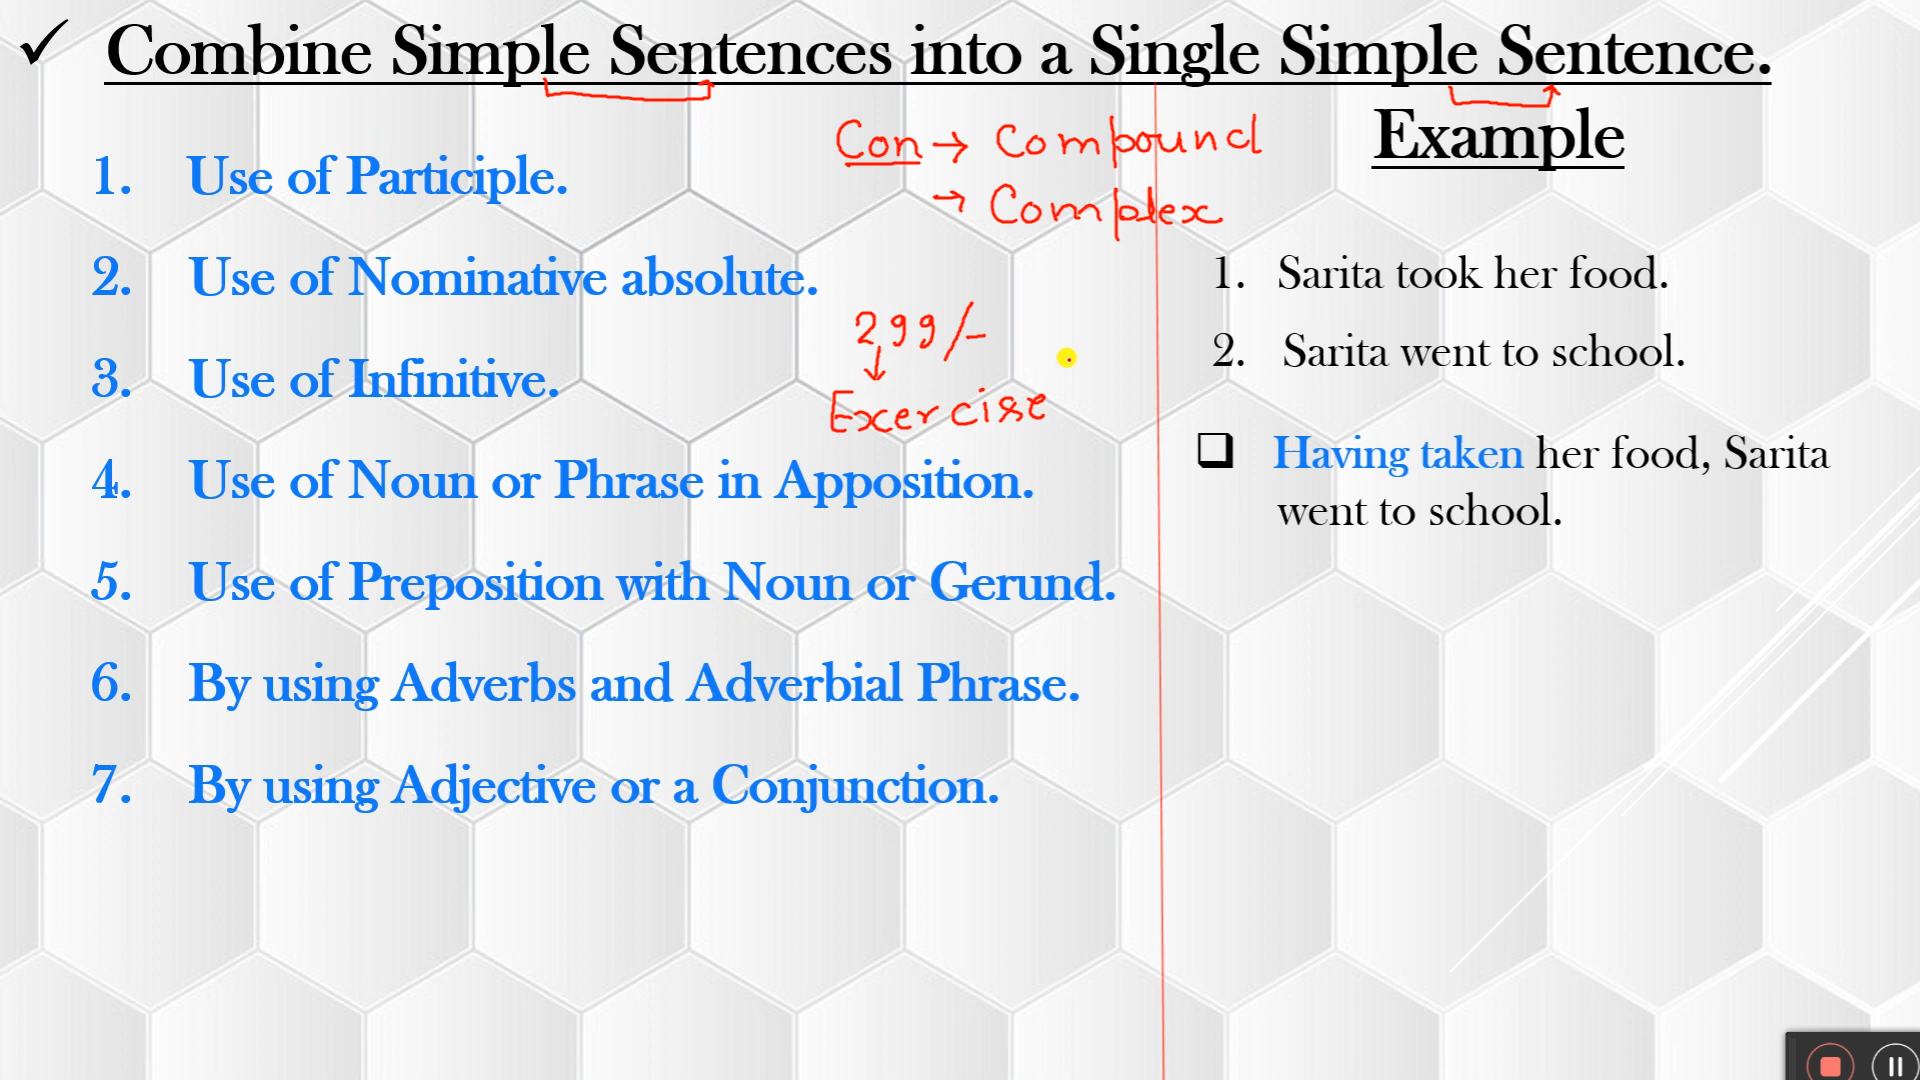 ✓ Combine Simple Sentences into a Single Simple Sentence.
Con → Compound
→ Complex
1. Use of Participle.
2. Use of Nominative absolute.
3. Use of Infinitive.
4. Use of Noun or Phrase in Apposition.
5. Use of Preposition with Noun or Gerund.
6. By using Adverbs and Adverbial Phrase.
7. By using Adjective or a Conjunction.
299/-
Exercise
Example
1. Sarita took her food.
2. Sarita went to school.
❑ Having taken her food, Sarita
went to school.